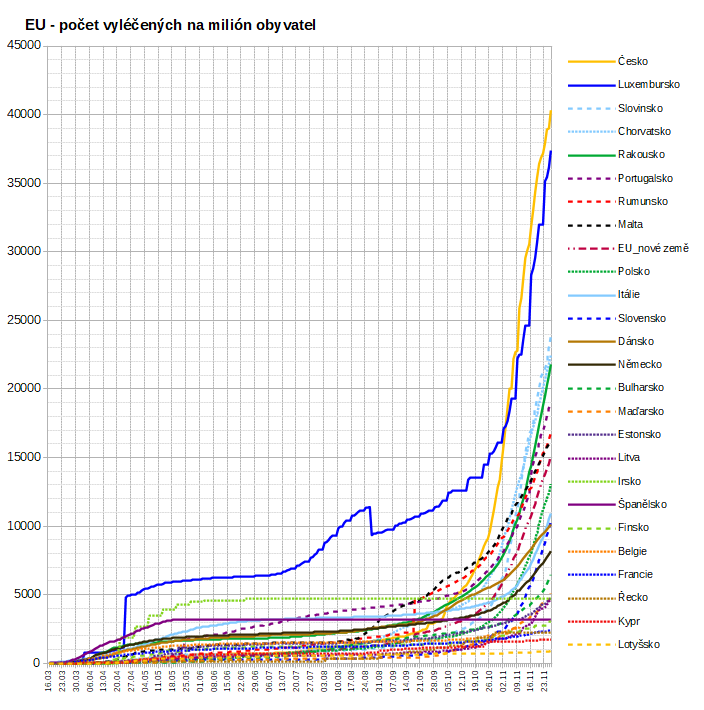 EU - počet vyléčených na milión obyvatel
45000
40000
35000
30000
25000
20000
15000
10000
5000
0
16.03
23.03
30.03
06.04
13.04
20.04
27.04
04.05
11.05
18.05
25.05
01.06
08.06
15.06
22.06
29.06
06.07
13.07
20.07
27.07
03.08
10.08
17.08
24.08
31.08
07.09
14.09
21.09
28.09
05.10
12.10
19.10
26.10
02.11
09.11
16.11
23.11
Česko
Luxembursko
Slovinsko
Chorvatsko
Rakousko
Portugalsko
Rumunsko
Malta
EU_nové země
Polsko
Itálie
Slovensko
Dánsko
Německo
Bulharsko
Maďarsko
Estonsko
Litva
Irsko
Španělsko
Finsko
Belgie
Francie
Řecko
Kypr
Lotyšsko